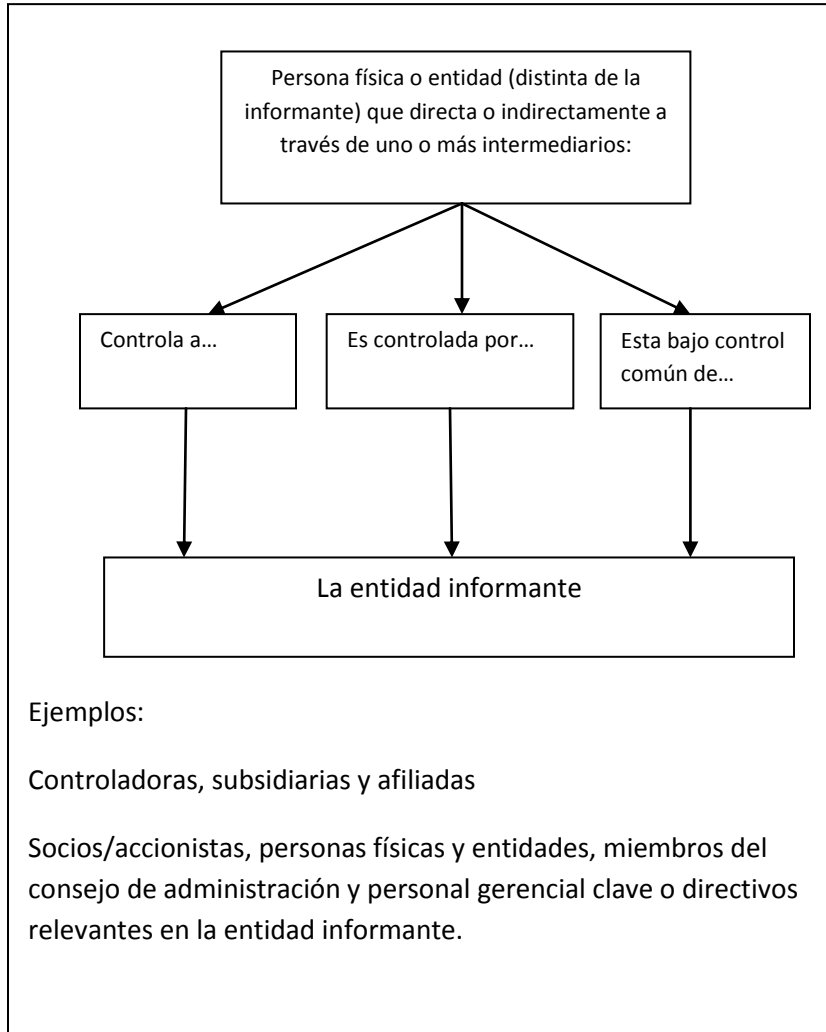 Persona física o entidad (distinta de la
informante) que directa o indirectamente a
través de uno o más intermediarios:
Controla a…
Es controlada por…
Esta bajo control
común de…
La entidad informante
Ejemplos:
Controladoras, subsidiarias y afiliadas
Socios/accionistas, personas físicas y entidades, miembros del
consejo de administración y personal gerencial clave o directivos
relevantes en la entidad informante.